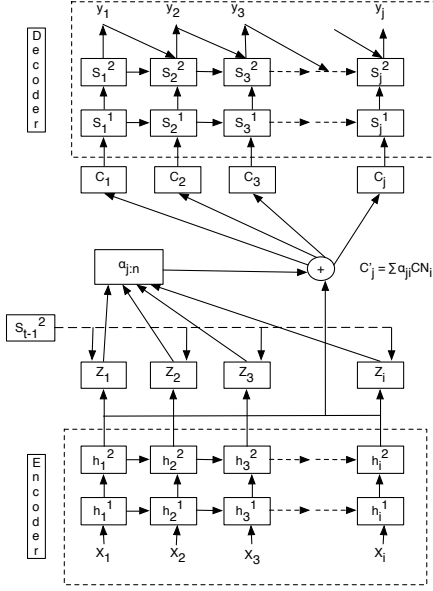 y1 y2 y3 yj
Decoder
S1^2 S2^2 S3^2 Sj^2
S1^1 S2^1 S3^1 Sj^1
C1 C2 C3 Cj
αj:n + C'j = ∑αjiCNi
St-1^2
Z1 Z2 Z3 Zi
Encoder
h1^2 h2^2 h3^2 hi^2
h1^1 h2^1 h3^1 hi^1
X1 X2 X3 Xi